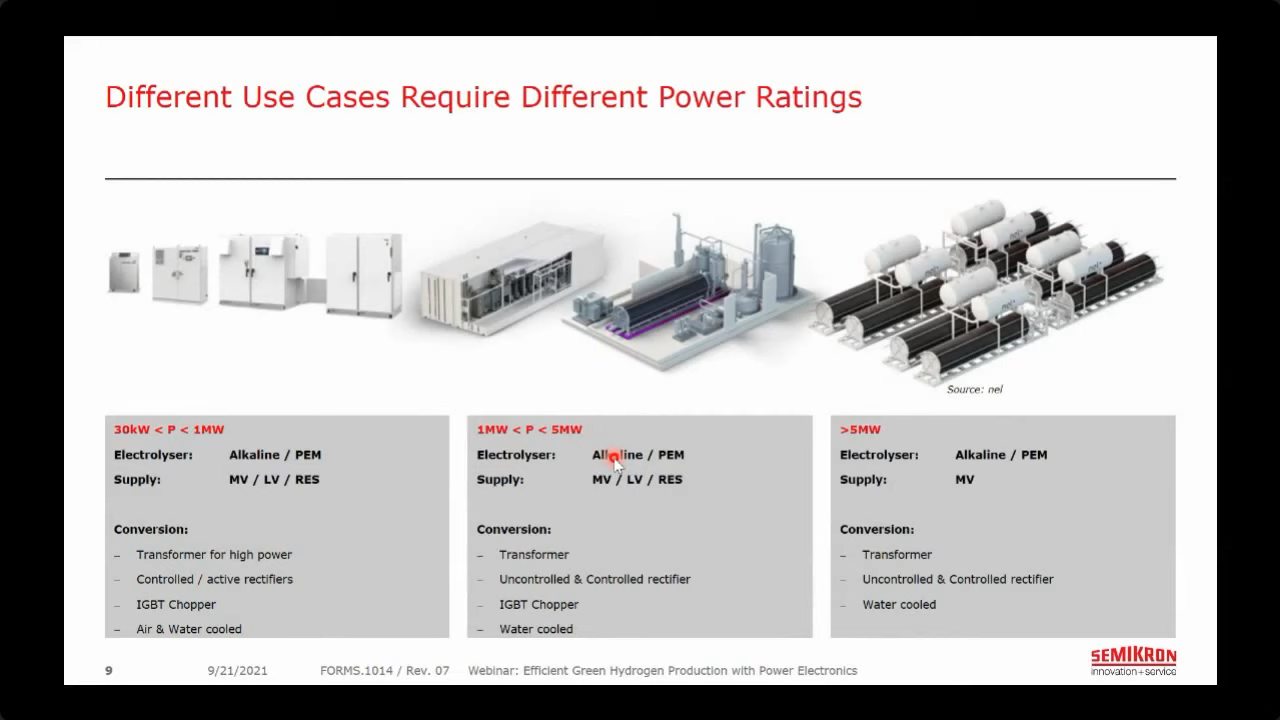 Different Use Cases Require Different Power Ratings
Source: nel
30kW < P < 1MW
Electrolyser: Alkaline / PEM
Supply: MV / LV / RES
Conversion:
– Transformer for high power
– Controlled / active rectifiers
– IGBT Chopper
– Air & Water cooled
1MW < P < 5MW
Electrolyser: Alkaline / PEM
Supply: MV / LV / RES
Conversion:
– Transformer
– Uncontrolled & Controlled rectifier
– IGBT Chopper
– Water cooled
>5MW
Electrolyser: Alkaline / PEM
Supply: MV
Conversion:
– Transformer
– Uncontrolled & Controlled rectifier
– Water cooled
9 9/21/2021 FORMS.1014 / Rev. 07 Webinar: Efficient Green Hydrogen Production with Power Electronics
SEMIKRON
innovation+service